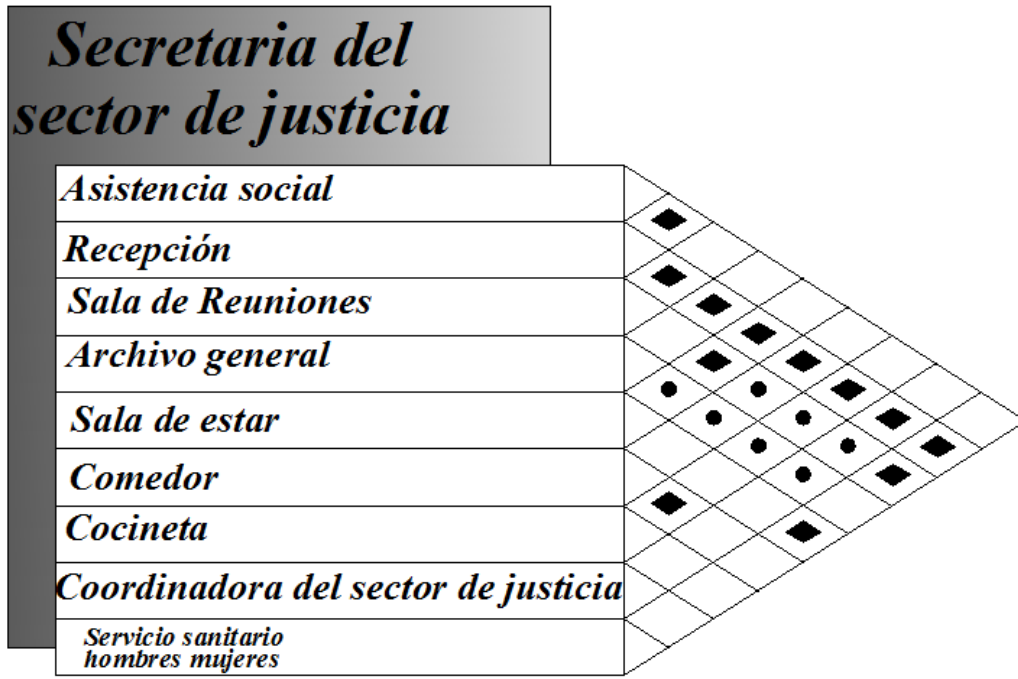 Secretaria del
sector de justicia
Asistencia social
Recepción
Sala de Reuniones
Archivo general
Sala de estar
Comedor
Cocineta
Coordinadora del sector de justicia
Servicio sanitario
hombres mujeres